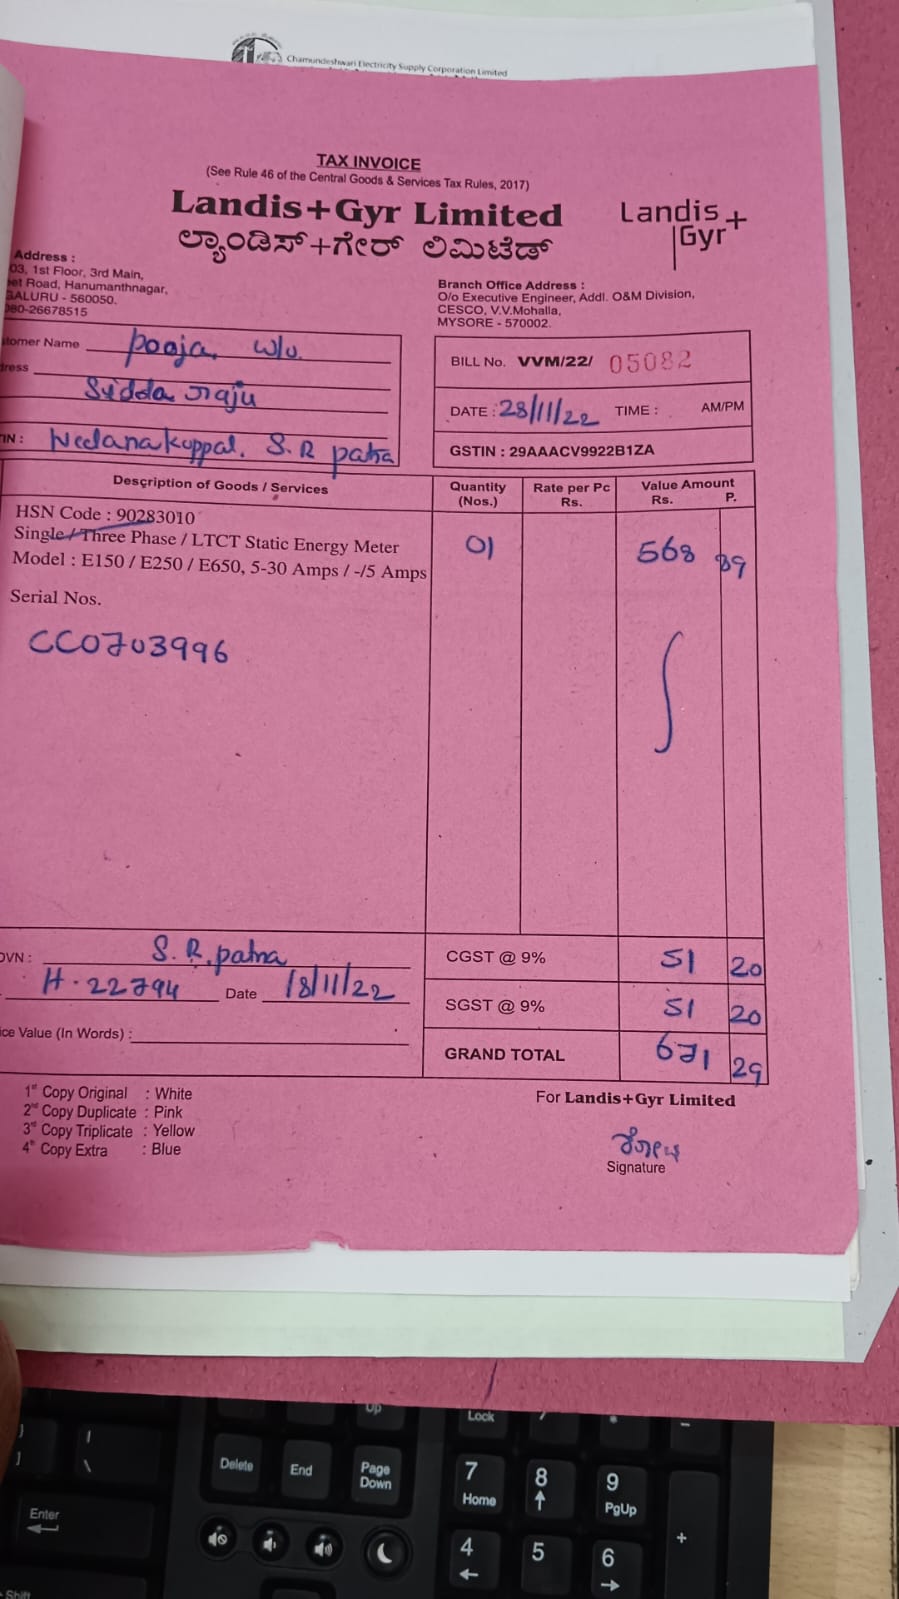 Chamundeshwari Electricity Supply Corporation Limited
TAX INVOICE
(See Rule 46 of the Central Goods & Services Tax Rules, 2017)
Landis+Gyr Limited
ಲ್ಯಾಂಡಿಸ್+ಗೇರ್ ಲಿಮಿಟೆಡ್
Landis+
Gyr
Address :
03, 1st Floor, 3rd Main,
Road, Hanumanthnagar,
GALURU - 560050.
080-26678515
Branch Office Address :
O/o Executive Engineer, Addl. O&M Division,
CESCO, V.V.Mohalla,
MYSORE - 570002.
tomer Name pooja w/o
dress
Sidda raju
IN : Neelanakoppal. S.R patna
BILL No. VVM/22/ 05082
DATE : 28/11/22 TIME : AM/PM
GSTIN : 29AAACV9922B1ZA
Description of Goods / Services Quantity (Nos.) Rate per Pc Rs. Value Amount Rs. P.
HSN Code : 90283010
Single / Three Phase / LTCT Static Energy Meter 01 568 89
Model : E150 / E250 / E650, 5-30 Amps / -/5 Amps
Serial Nos.
CC0703996
DVN : S.R.patna
H.22794 Date 18/11/22
ice Value (In Words) :
CGST @ 9% 51 20
SGST @ 9% 51 20
GRAND TOTAL 671 29
1st Copy Original : White
2nd Copy Duplicate : Pink
3rd Copy Triplicate : Yellow
4th Copy Extra : Blue
For Landis+Gyr Limited
Signature
Up
Lock
Delete End Page Down
7 Home 8 9 PgUp
Enter
4 5 6 +
Shift